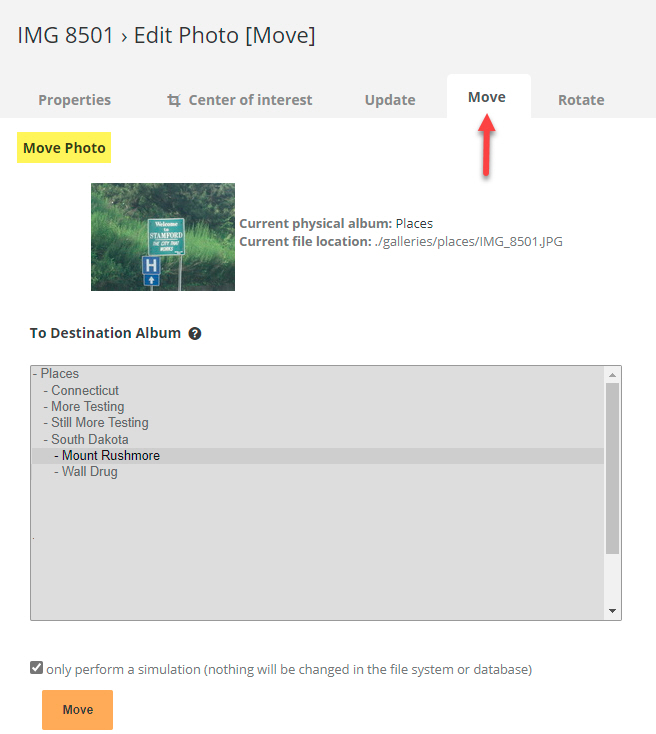 IMG 8501 › Edit Photo [Move]
Properties Center of interest Update Move Rotate
Move Photo
Welcome
to
STAMFORD
THE CITY THAT
WORKS
H
Current physical album: Places
Current file location: ./galleries/places/IMG_8501.JPG
To Destination Album ?
- Places
- Connecticut
- More Testing
- Still More Testing
- South Dakota
- Mount Rushmore
- Wall Drug
only perform a simulation (nothing will be changed in the file system or database)
Move